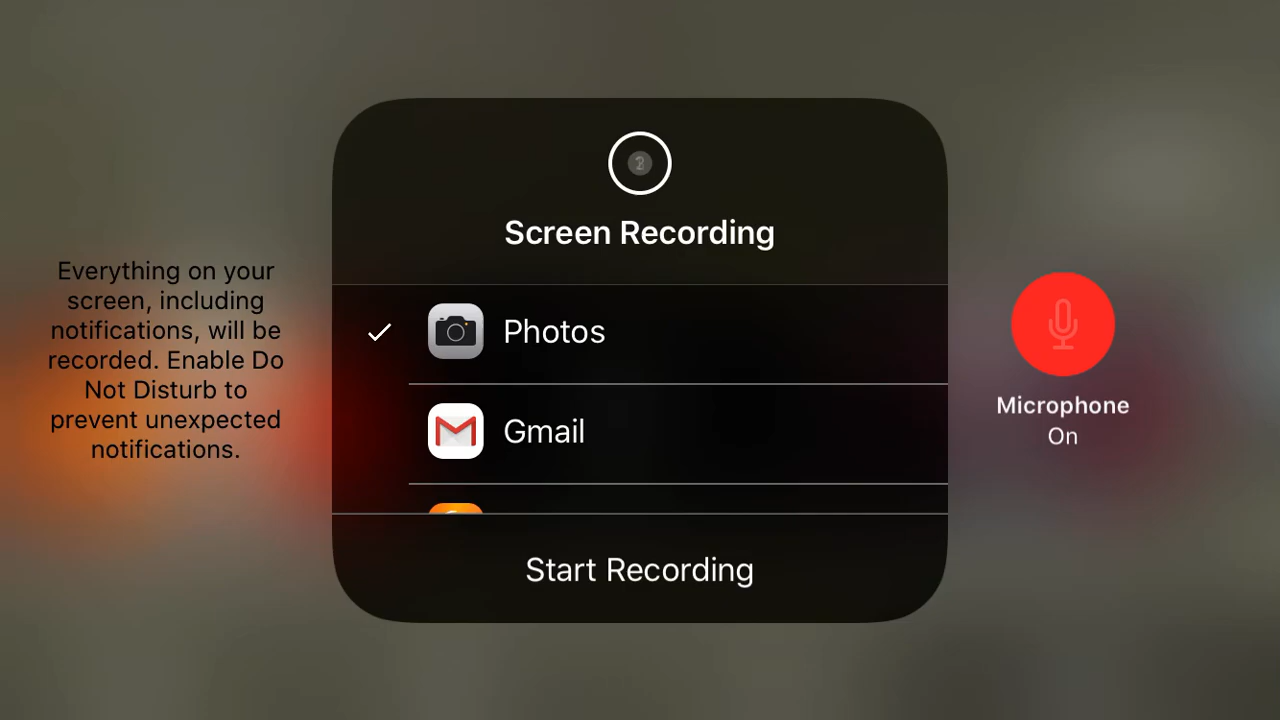 Screen Recording
Everything on your
screen, including
notifications, will be
recorded. Enable Do
Not Disturb to
prevent unexpected
notifications.
Photos
Gmail
Start Recording
Microphone
On